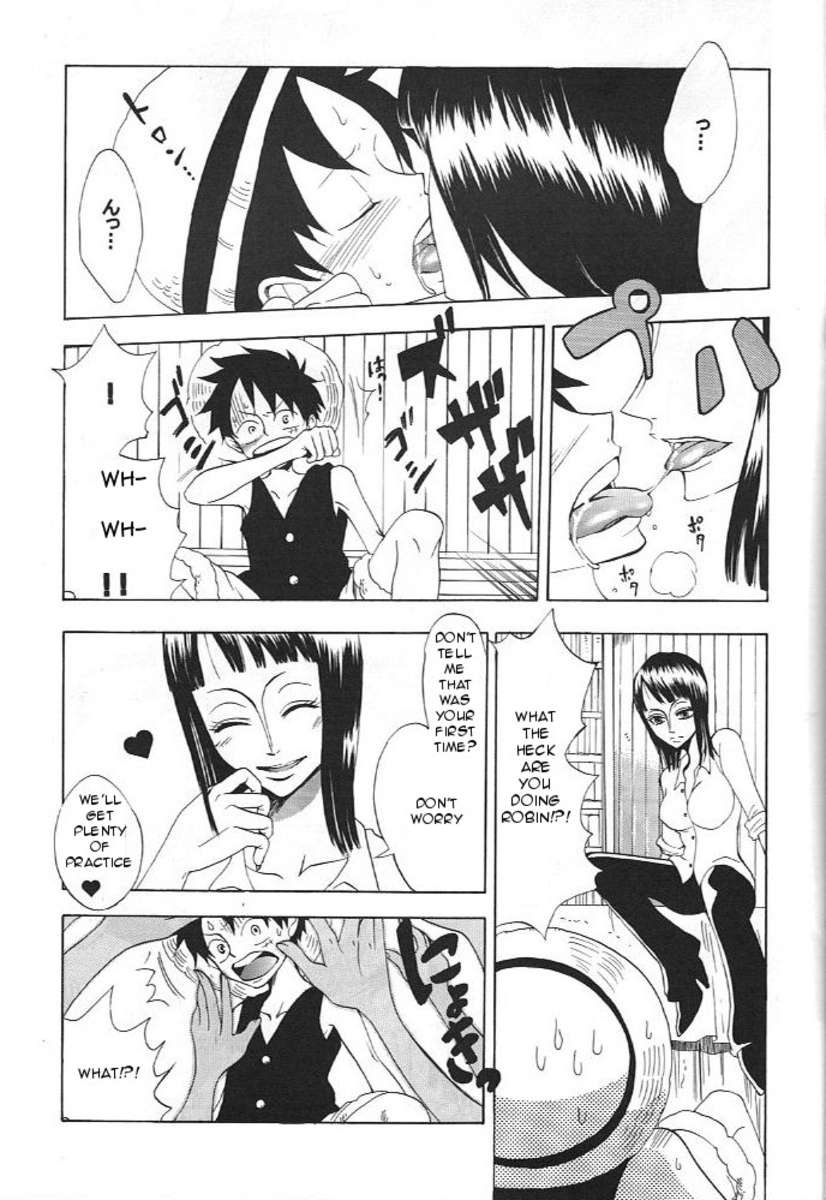 っ…
んっ…
ﾄロ…
プハ
ポタ
ポタ
ズザザ
はっ!
ゴシ
ゴシ
!
WH-
WH-
!!
WHAT
THE
HECK ARE
YOU
DOING
ROBIN!?!
DON'T
TELL
ME
THAT
WAS
YOUR
FIRST
TIME?
DON'T
WORRY
WE'LL
GET
PLENTY
OF
PRACTICE
にょきっ
WHAT!?!